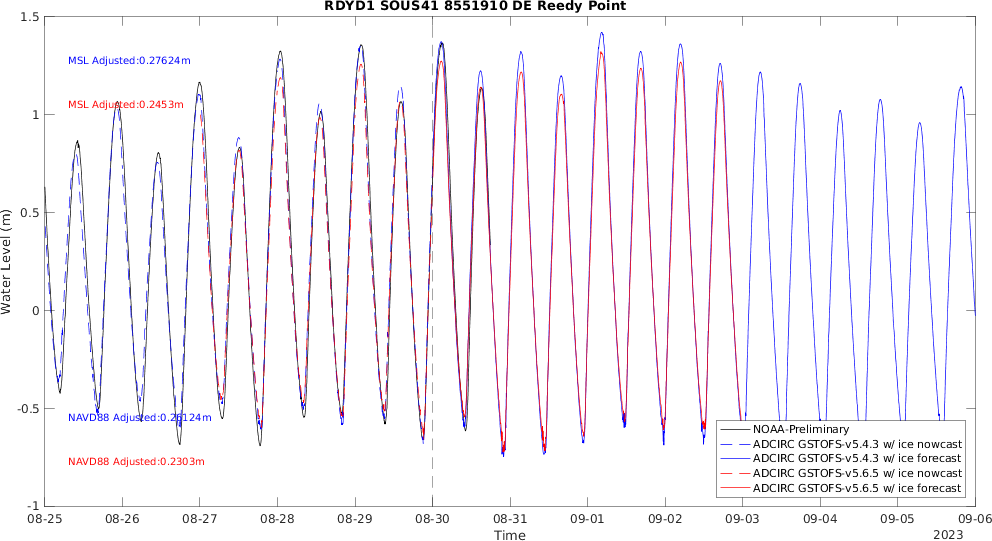 RDYD1 SOUS41 8551910 DE Reedy Point
1.5
1
0.5
0
-0.5
-1
Water Level (m)
MSL Adjusted:0.27624m
MSL Adjusted:0.2453m
NAVD88 Adjusted:0.26124m
NAVD88 Adjusted:0.2303m
NOAA-Preliminary
ADCIRC GSTOFS-v5.4.3 w/ ice nowcast
ADCIRC GSTOFS-v5.4.3 w/ ice forecast
ADCIRC GSTOFS-v5.6.5 w/ ice nowcast
ADCIRC GSTOFS-v5.6.5 w/ ice forecast
08-25 08-26 08-27 08-28 08-29 08-30 08-31 09-01 09-02 09-03 09-04 09-05 09-06
Time
2023